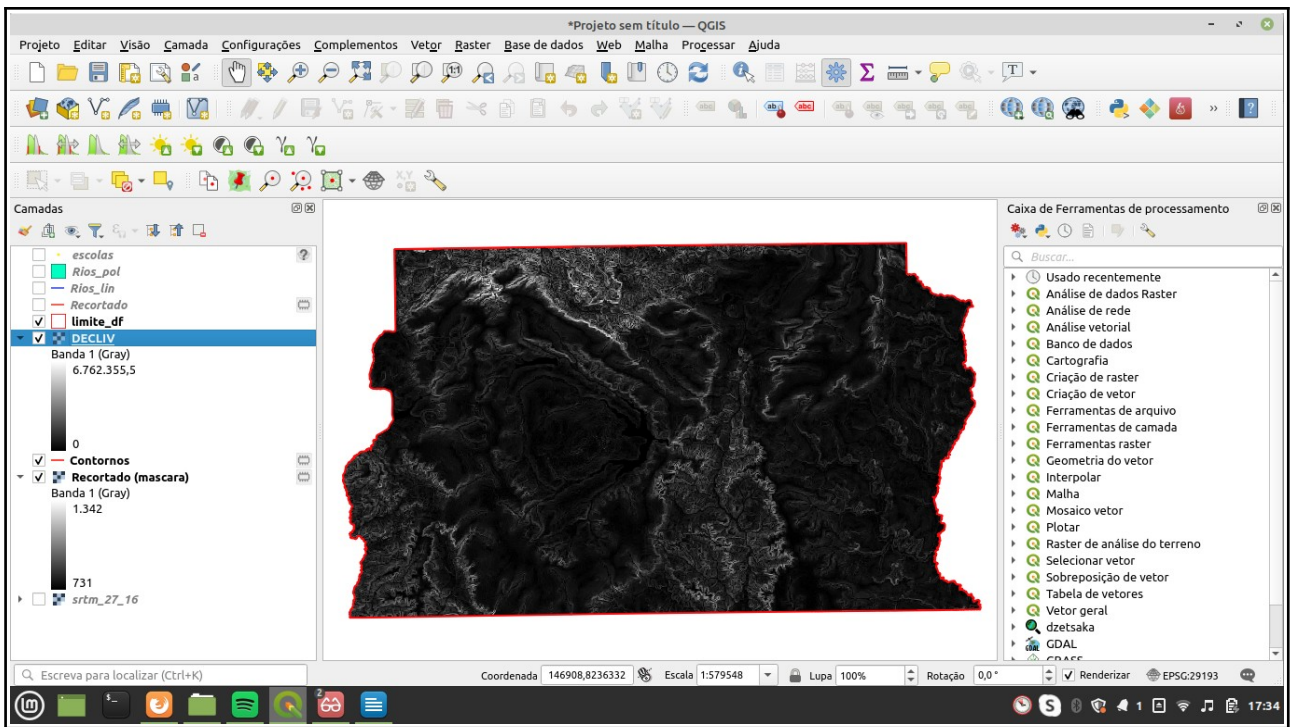 *Projeto sem título — QGIS
Projeto Editar Visão Camada Configurações Complementos Vetor Raster Base de dados Web Malha Processar Ajuda
Camadas
escolas
Rios_pol
Rios_lin
Recortado
limite_df
DECLIV
Banda 1 (Gray)
6.762.355,5
0
Contornos
Recortado (mascara)
Banda 1 (Gray)
1.342
731
srtm_27_16
Caixa de Ferramentas de processamento
Buscar...
Usado recentemente
Análise de dados Raster
Análise de rede
Análise vetorial
Banco de dados
Cartografia
Criação de raster
Criação de vetor
Ferramentas de arquivo
Ferramentas de camada
Ferramentas raster
Geometria do vetor
Interpolar
Malha
Mosaico vetor
Plotar
Raster de análise do terreno
Selecionar vetor
Sobreposição de vetor
Tabela de vetores
Vetor geral
dzetsaka
GDAL
Escreva para localizar (Ctrl+K)
Coordenada 146908,8236332 Escala 1:579548 Lupa 100% Rotação 0,0 ° Renderizar EPSG:29193
2
S 1 17:34